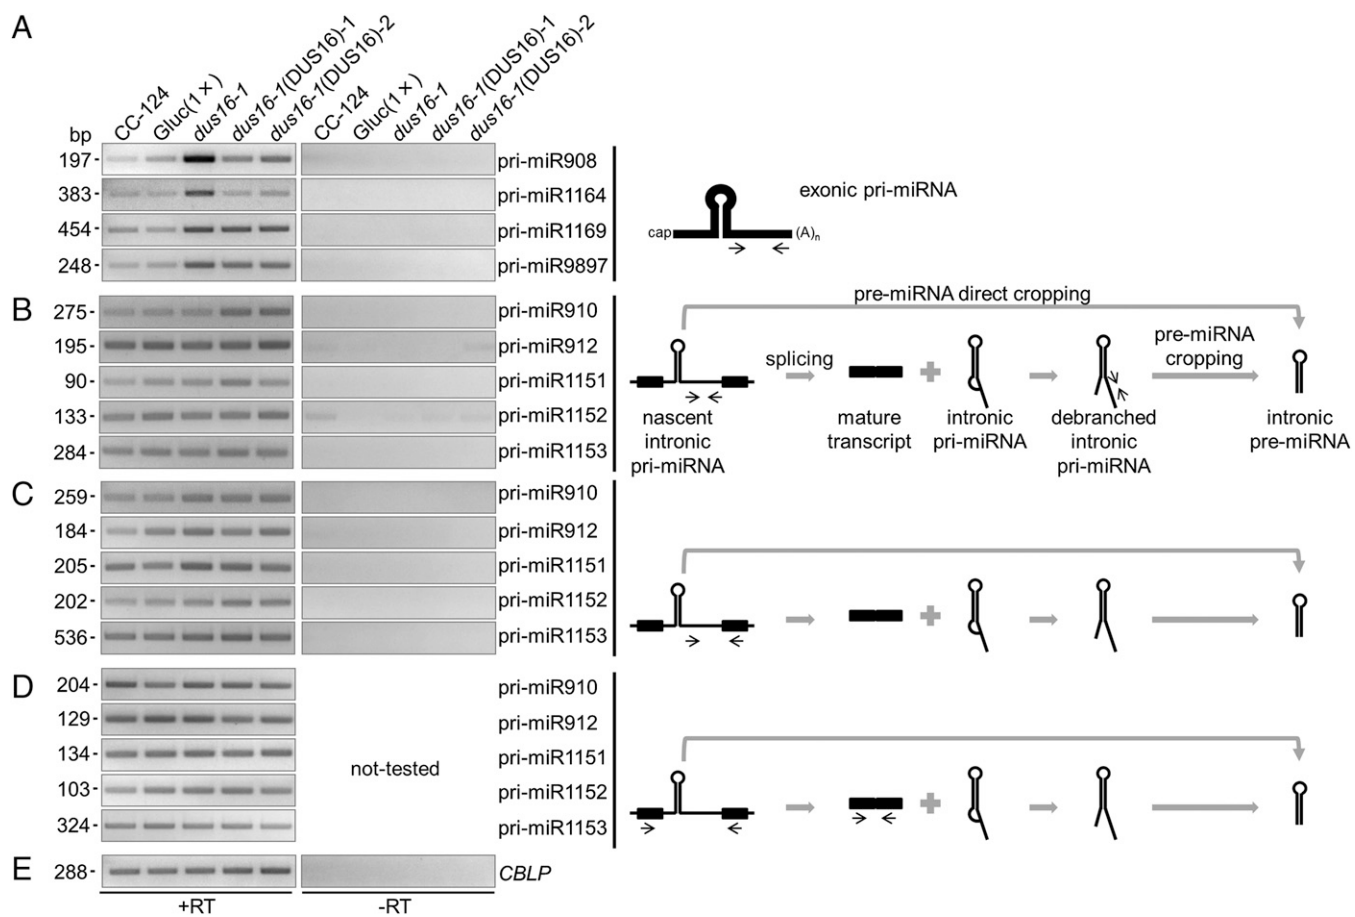 A
CC-124
Gluc(1×)
dus16-1
dus16-1(DUS16)-1
dus16-1(DUS16)-2
CC-124
Gluc(1×)
dus16-1
dus16-1(DUS16)-1
dus16-1(DUS16)-2
bp
197- pri-miR908
383- pri-miR1164
454- pri-miR1169
248- pri-miR9897
exonic pri-miRNA
cap (A)n
B
275- pri-miR910
195- pri-miR912
90- pri-miR1151
133- pri-miR1152
284- pri-miR1153
pre-miRNA direct cropping
splicing
pre-miRNA
cropping
nascent
intronic
pri-miRNA
mature
transcript
intronic
pri-miRNA
debranched
intronic
pri-miRNA
intronic
pre-miRNA
C
259- pri-miR910
184- pri-miR912
205- pri-miR1151
202- pri-miR1152
536- pri-miR1153
D
204- pri-miR910
129- pri-miR912
134- pri-miR1151
103- pri-miR1152
324- pri-miR1153
not-tested
E
288- CBLP
+RT -RT